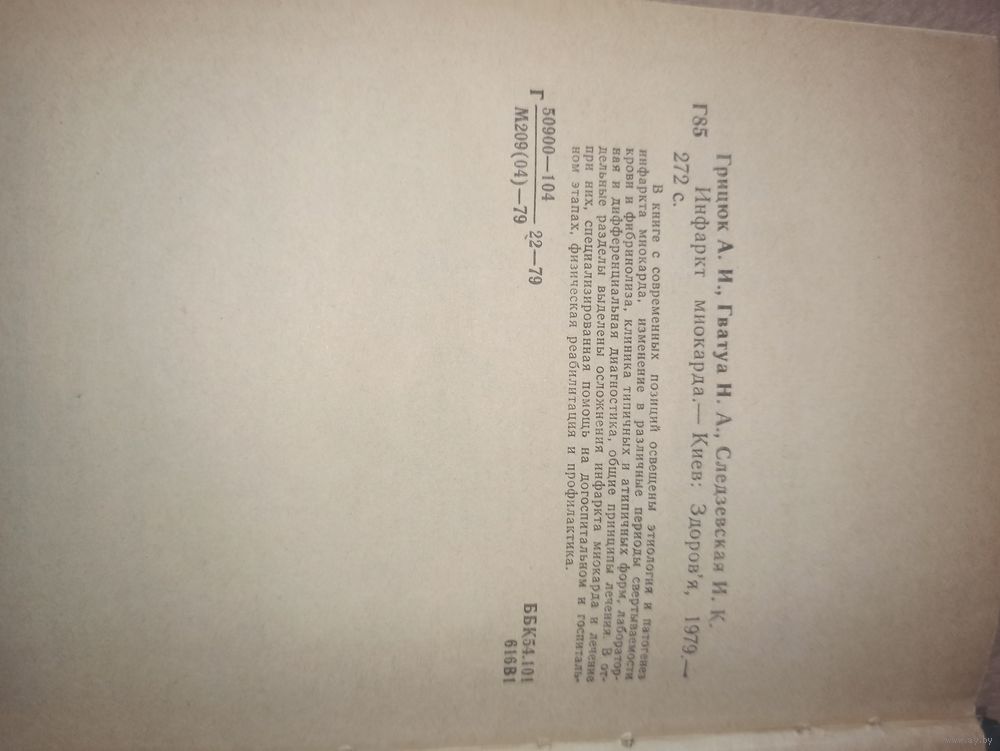 Грицюк А. И., Гватуа Н. А., Следзевская И. К.
Г85 Инфаркт миокарда.— Киев: Здоров'я, 1979.—
272 с.
В книге с современных позиций освещены этиология и патогенез
инфаркта миокарда, изменение в различные периоды свертываемости
крови и фибринолиза, клиника типичных и атипичных форм, лаборатор-
ная и дифференциальная диагностика, общие принципы лечения. В от-
дельные разделы выделены осложнения инфаркта миокарда и лечение
при них, специализированная помощь на догоспитальном и госпиталь-
ном этапах, физическая реабилитация и профилактика.
Г 50900—104
М209(04)—79 22—79
ББК54.101
616В1
www.ay.by